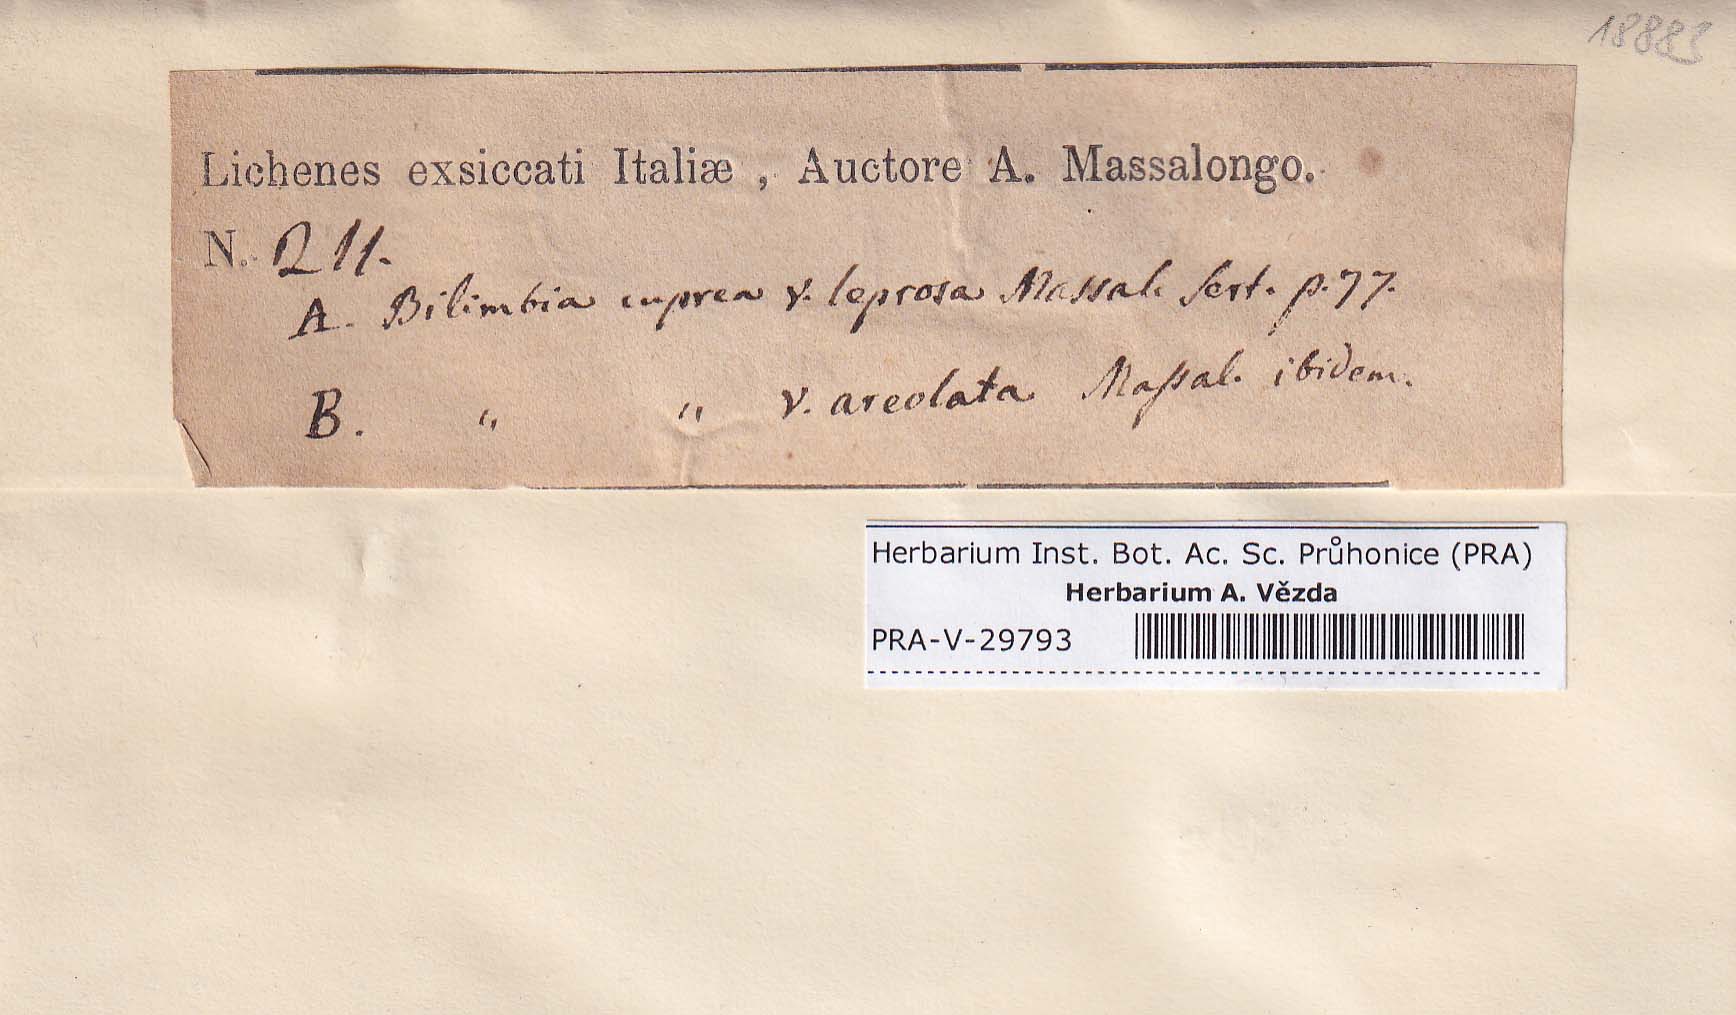 18883
Lichenes exsiccati Italiæ, Auctore A. Massalongo.
N. 211.
A. Bilimbia cuprea v. leprosa Massal. Sert. p. 77.
B. " " v. areolata Massal. ibidem.
Herbarium Inst. Bot. Ac. Sc. Průhonice (PRA)
Herbarium A. Vězda
PRA-V-29793